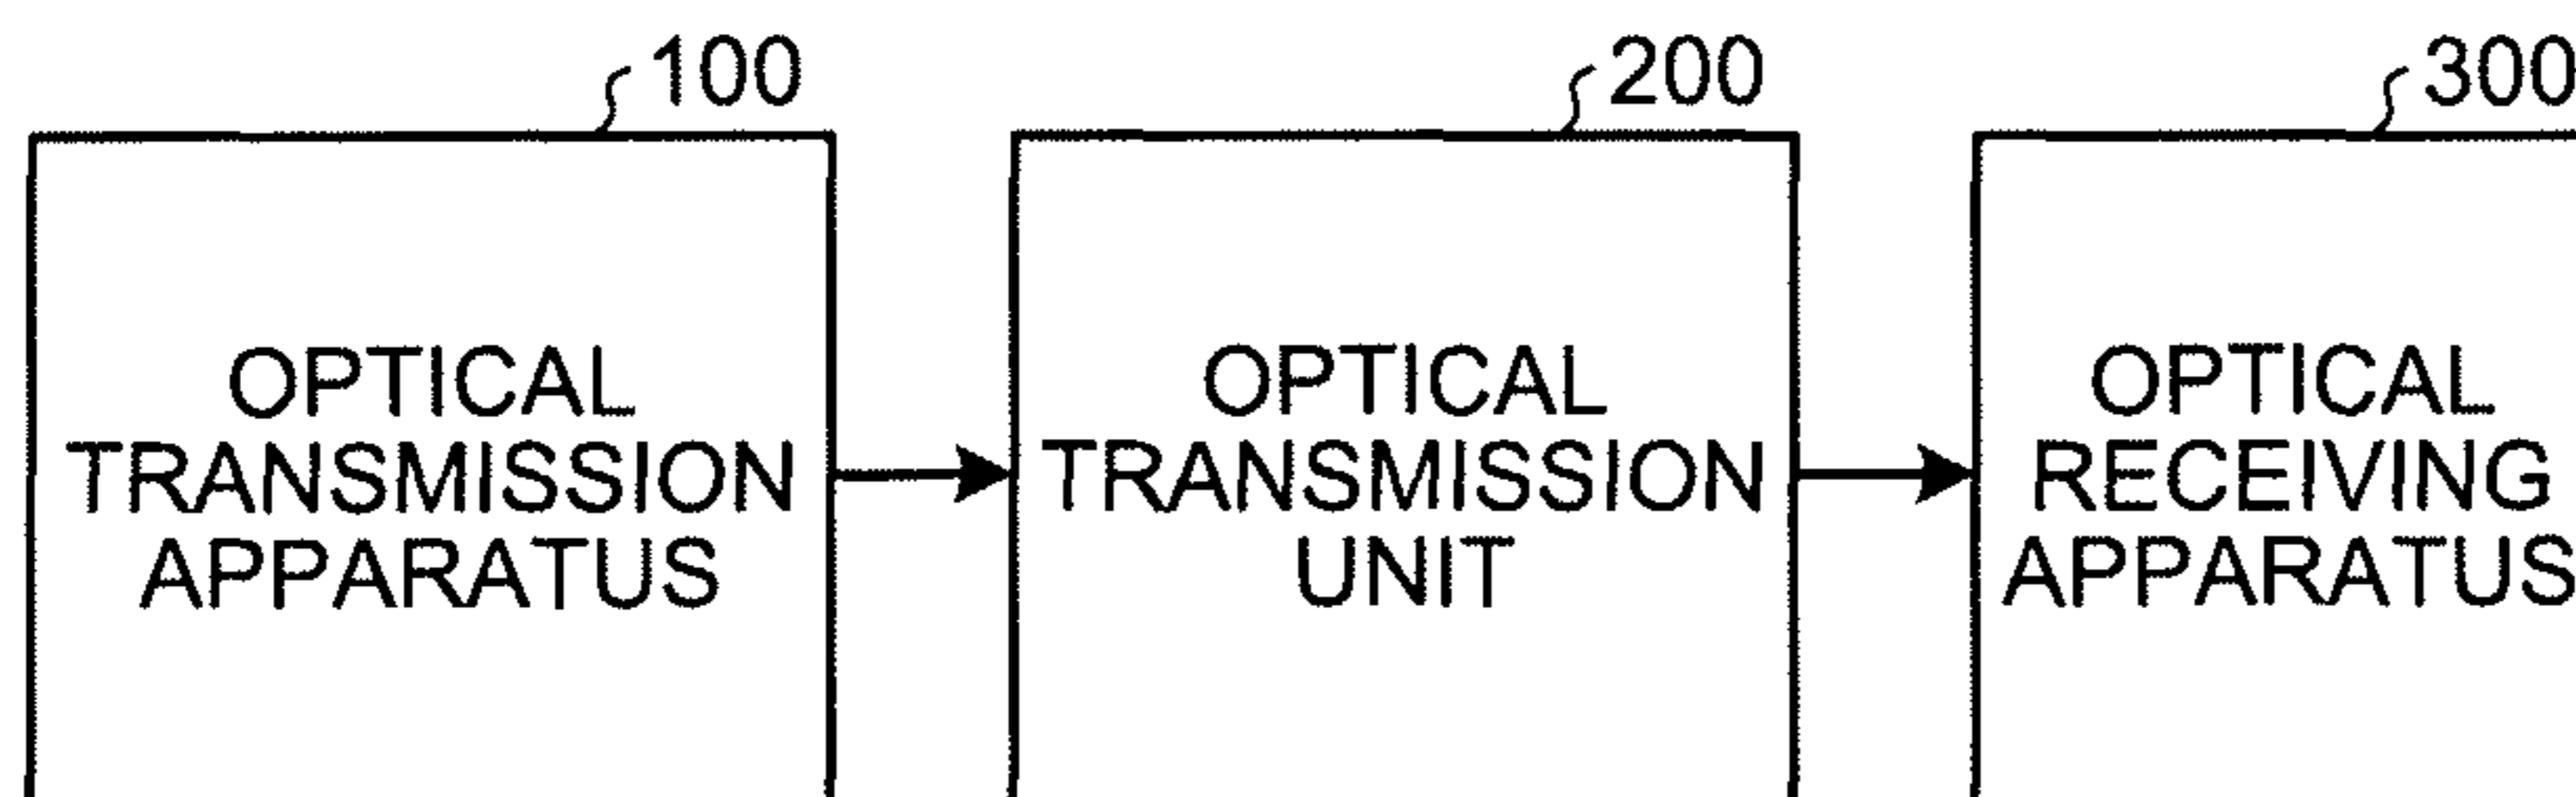 100
200
300
OPTICAL
TRANSMISSION
APPARATUS
OPTICAL
TRANSMISSION
UNIT
OPTICAL
RECEIVING
APPARATUS